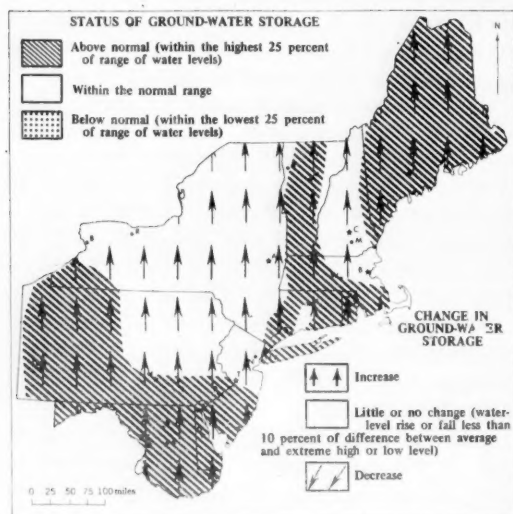 STATUS OF GROUND-WATER STORAGE
Above normal (within the highest 25 percent
of range of water levels)
Within the normal range
Below normal (within the lowest 25 percent
of range of water levels)
N
C
M
A
B
B
R
CHANGE IN
GROUND-WATER
STORAGE
Increase
Little or no change (water-
level rise or fall less than
10 percent of difference between average
and extreme high or low level)
Decrease
0 25 50 75 100 miles